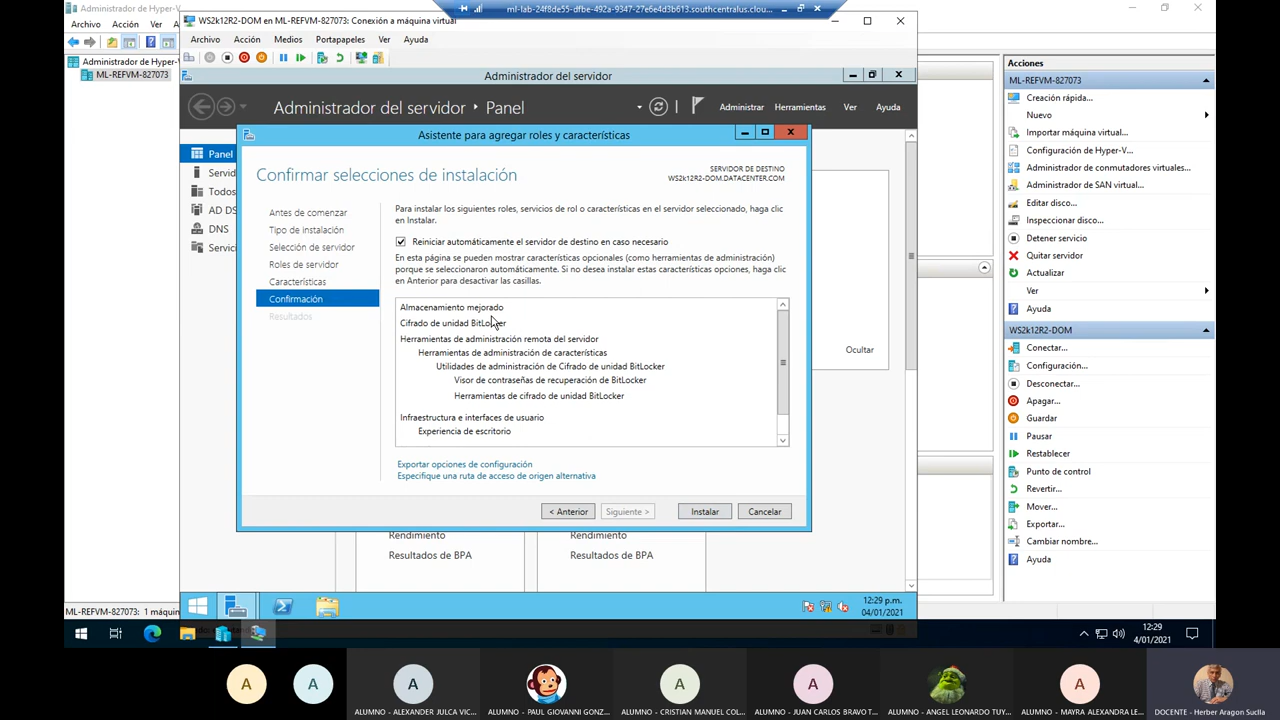 ml-lab-24f8de55-dfbe-492a-9347-27e6e4d3b613.southcentralus.clou...
Administrador de Hyper-V
Archivo Acción Ver
WS2k12R2-DOM en ML-REFVM-827073: Conexión a máquina virtual
Archivo Acción Medios Portapapeles Ver Ayuda
Administrador de Hyper-V
ML-REFVM-827073
Administrador del servidor
Administrador del servidor Panel
Administrar Herramientas Ver Ayuda
Panel
Servid
Todos
AD DS
DNS
Servici
Asistente para agregar roles y características
Confirmar selecciones de instalación
SERVIDOR DE DESTINO
WS2K12R2-DOM.DATACENTER.COM
Antes de comenzar
Tipo de instalación
Selección de servidor
Roles de servidor
Características
Confirmación
Resultados
Para instalar los siguientes roles, servicios de rol o características en el servidor seleccionado, haga clic
en Instalar.
Reiniciar automáticamente el servidor de destino en caso necesario
En esta página se pueden mostrar características opcionales (como herramientas de administración)
porque se seleccionaron automáticamente. Si no desea instalar estas características opciones, haga clic
en Anterior para desactivar las casillas.
Almacenamiento mejorado
Cifrado de unidad BitLocker
Herramientas de administración remota del servidor
Herramientas de administración de características
Utilidades de administración de Cifrado de unidad BitLocker
Visor de contraseñas de recuperación de BitLocker
Herramientas de cifrado de unidad BitLocker
Infraestructura e interfaces de usuario
Experiencia de escritorio
Exportar opciones de configuración
Especifique una ruta de acceso de origen alternativa
< Anterior Siguiente > Instalar Cancelar
Ocultar
Rendimiento
Resultados de BPA
Rendimiento
Resultados de BPA
12:29 p.m.
04/01/2021
Acciones
ML-REFVM-827073
Creación rápida...
Nuevo
Importar máquina virtual...
Configuración de Hyper-V...
Administrador de conmutadores virtuales...
Administrador de SAN virtual...
Editar disco...
Inspeccionar disco...
Detener servicio
Quitar servidor
Actualizar
Ver
Ayuda
WS2K12R2-DOM
Conectar...
Configuración...
Desconectar...
Apagar...
Guardar
Pausar
Restablecer
Punto de control
Revertir...
Mover...
Exportar...
Cambiar nombre...
Ayuda
ML-REFVM-827073: 1 máquin
12:29
4/01/2021
A
A
A
A
A
A
ALUMNO - ALEXANDER JULCA VIC...
ALUMNO - PAUL GIOVANNI GONZ...
ALUMNO - CRISTIAN MANUEL COL...
ALUMNO - JUAN CARLOS BRAVO T...
ALUMNO - ANGEL LEONARDO TUY...
ALUMNO - MAYRA ALEXANDRA LE...
DOCENTE - Herber Aragon Suclla